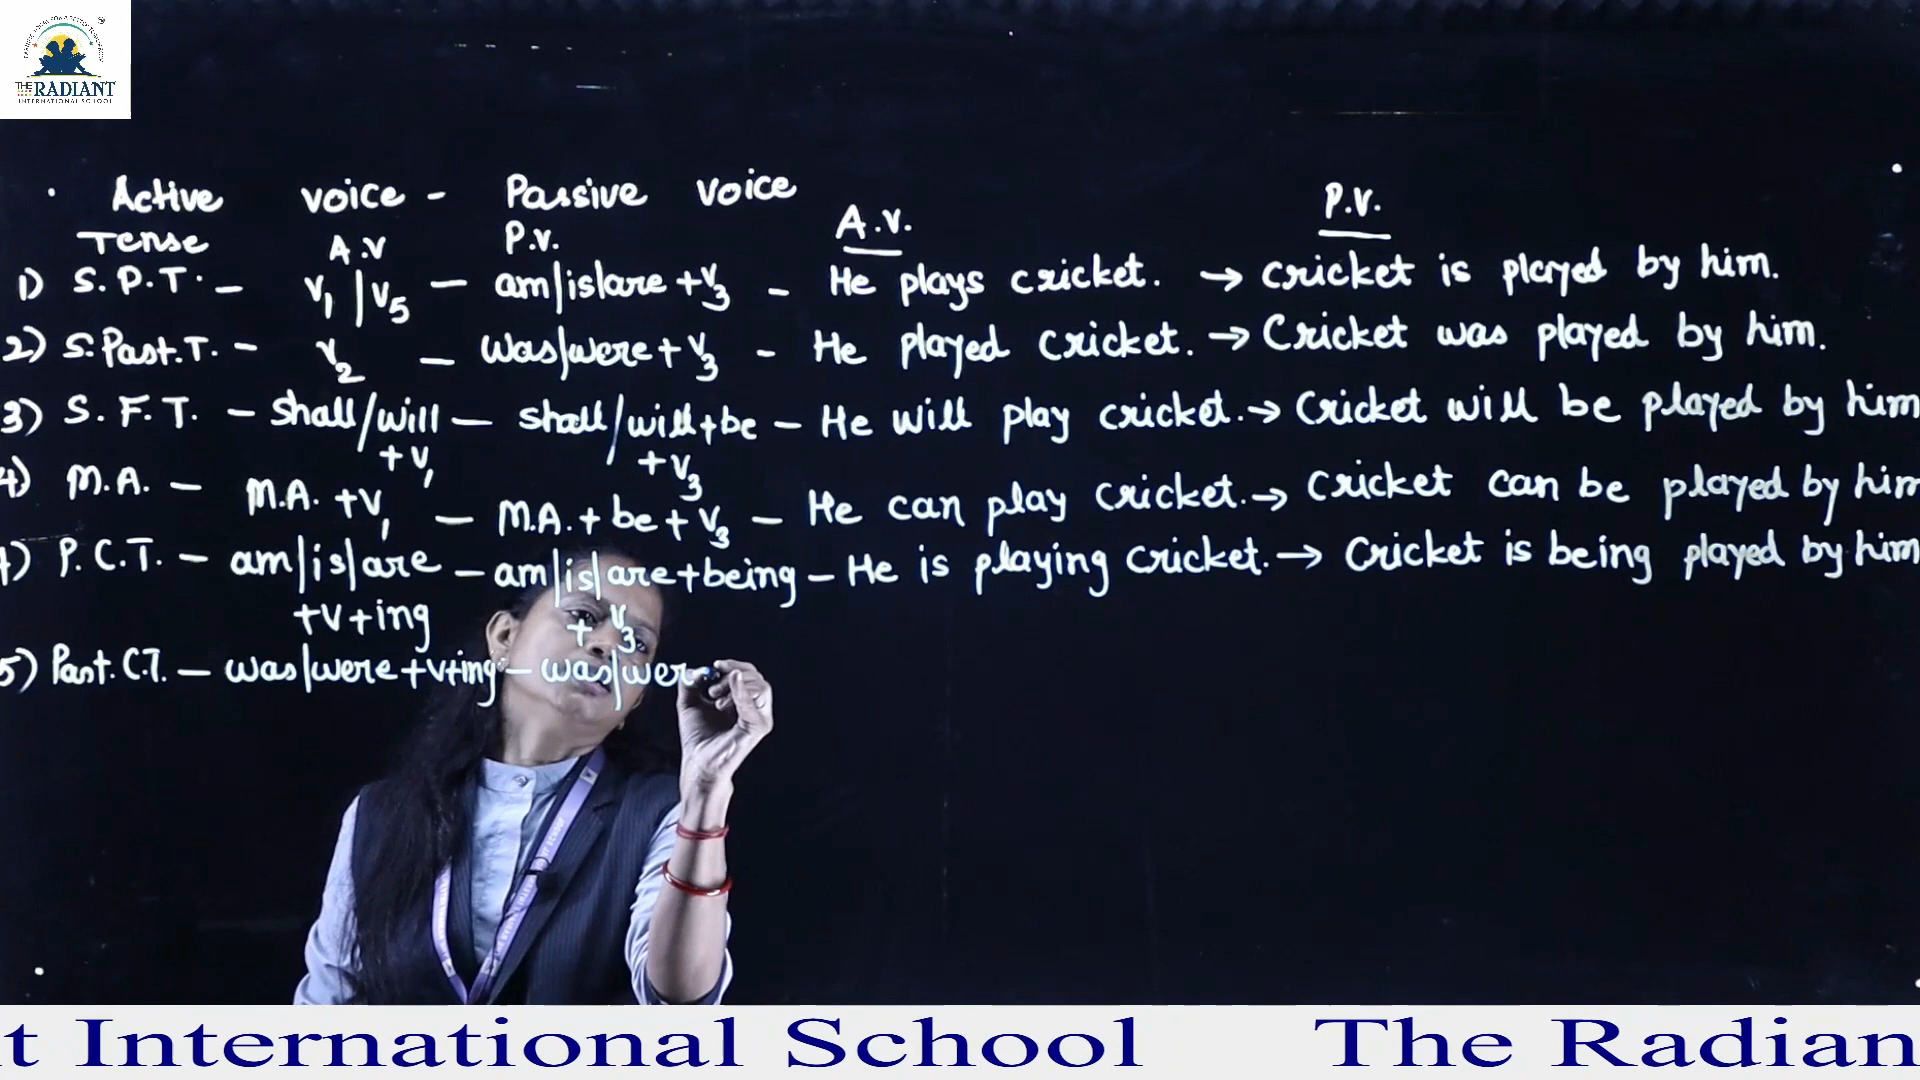 THE RADIANT
INTERNATIONAL SCHOOL
. Active voice - Passive voice
Tense A.V P.V. A.V. P.V.
1) S.P.T. - V1|V5 - am|is|are +V3 - He plays cricket. → Cricket is played by him.
2) S.Past.T. - V2 - was|were + V3 - He played cricket. → Cricket was played by him.
3) S.F.T. - shall/will +V1 - shall/will+be +V3 - He will play cricket. → Cricket will be played by him
4) M.A. - M.A. +V1 - M.A. + be + V3 - He can play cricket. → Cricket can be played by him
4) P.C.T. - am|is|are +V+ing - am|is|are+being + V3 - He is playing cricket. → Cricket is being played by him
5) Past.C.T. - was|were+v+ing - was|wer
t International School The Radian